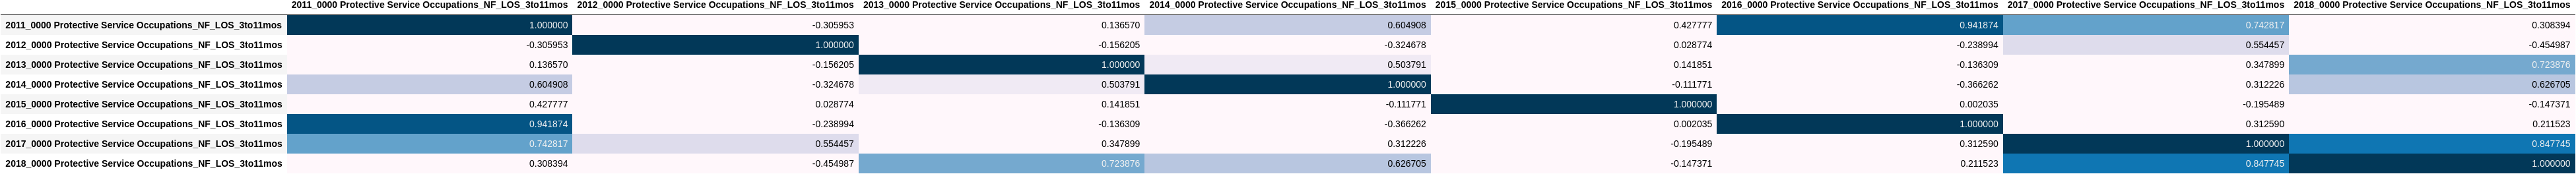 2011_0000 Protective Service Occupations_NF_LOS_3to11mos 2012_0000 Protective Service Occupations_NF_LOS_3to11mos 2013_0000 Protective Service Occupations_NF_LOS_3to11mos 2014_0000 Protective Service Occupations_NF_LOS_3to11mos 2015_0000 Protective Service Occupations_NF_LOS_3to11mos 2016_0000 Protective Service Occupations_NF_LOS_3to11mos 2017_0000 Protective Service Occupations_NF_LOS_3to11mos 2018_0000 Protective Service Occupations_NF_LOS_3to11mos
2011_0000 Protective Service Occupations_NF_LOS_3to11mos 1.000000 -0.305953 0.136570 0.604908 0.427777 0.941874 0.742817 0.308394
2012_0000 Protective Service Occupations_NF_LOS_3to11mos -0.305953 1.000000 -0.156205 -0.324678 0.028774 -0.238994 0.554457 -0.454987
2013_0000 Protective Service Occupations_NF_LOS_3to11mos 0.136570 -0.156205 1.000000 0.503791 0.141851 -0.136309 0.347899 0.723876
2014_0000 Protective Service Occupations_NF_LOS_3to11mos 0.604908 -0.324678 0.503791 1.000000 -0.111771 -0.366262 0.312226 0.626705
2015_0000 Protective Service Occupations_NF_LOS_3to11mos 0.427777 0.028774 0.141851 -0.111771 1.000000 0.002035 -0.195489 -0.147371
2016_0000 Protective Service Occupations_NF_LOS_3to11mos 0.941874 -0.238994 -0.136309 -0.366262 0.002035 1.000000 0.312590 0.211523
2017_0000 Protective Service Occupations_NF_LOS_3to11mos 0.742817 0.554457 0.347899 0.312226 -0.195489 0.312590 1.000000 0.847745
2018_0000 Protective Service Occupations_NF_LOS_3to11mos 0.308394 -0.454987 0.723876 0.626705 -0.147371 0.211523 0.847745 1.000000